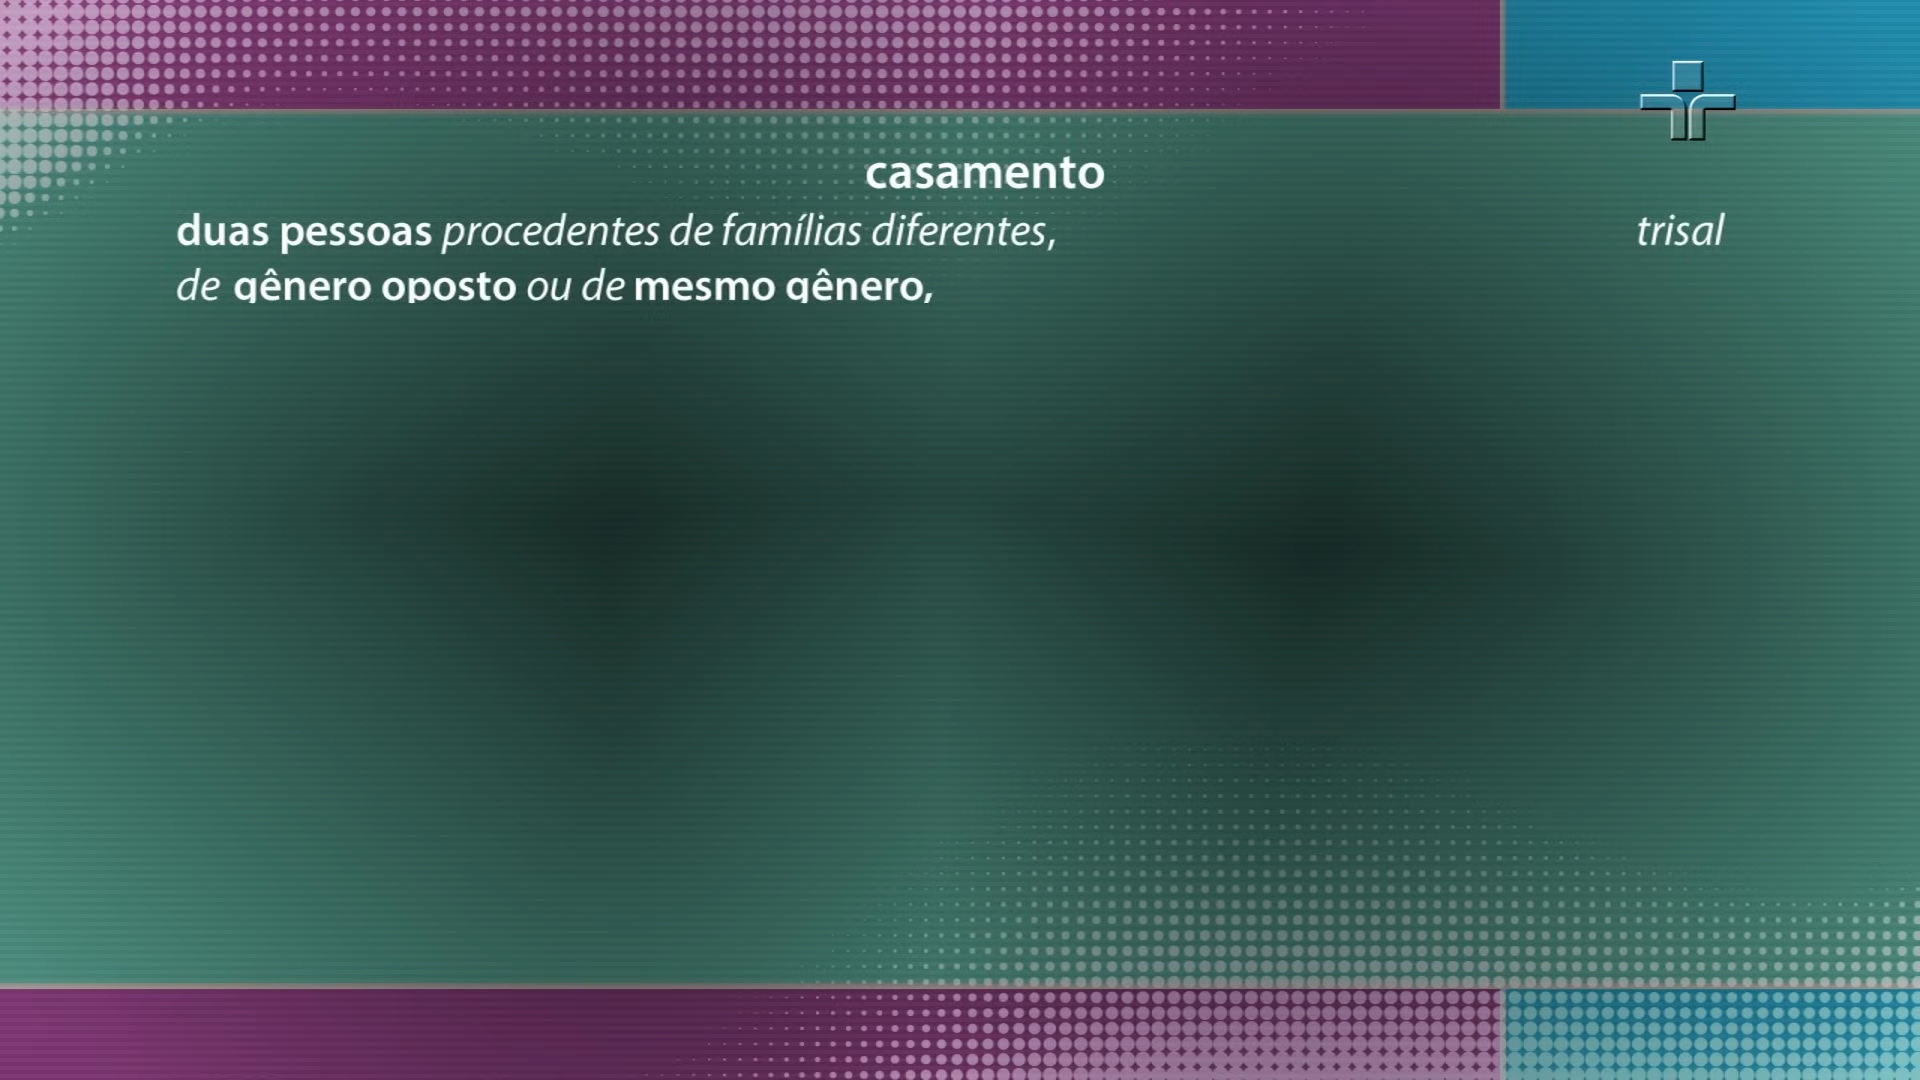 casamento
duas pessoas procedentes de famílias diferentes, trisal
de gênero oposto ou de mesmo gênero,